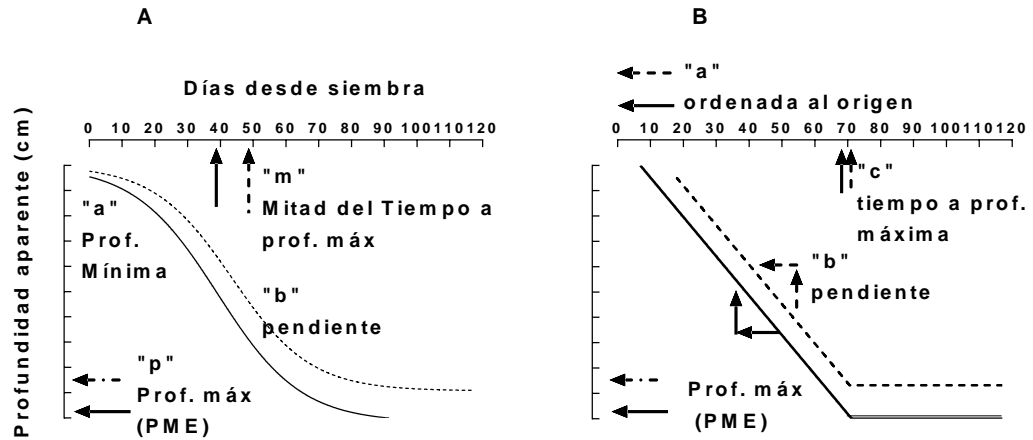 A
Días desde siembra
0 10 20 30 40 50 60 70 80 90 100 110 120
Profundidad aparente (cm)
"m"
Mitad del Tiempo a
prof. máx
"a"
Prof.
Mínima
"b"
pendiente
"p"
Prof. máx
(PME)
B
"a"
ordenada al origen
0 10 20 30 40 50 60 70 80 90 100 110 120
"c"
tiempo a prof.
máxima
"b"
pendiente
Prof. máx
(PME)